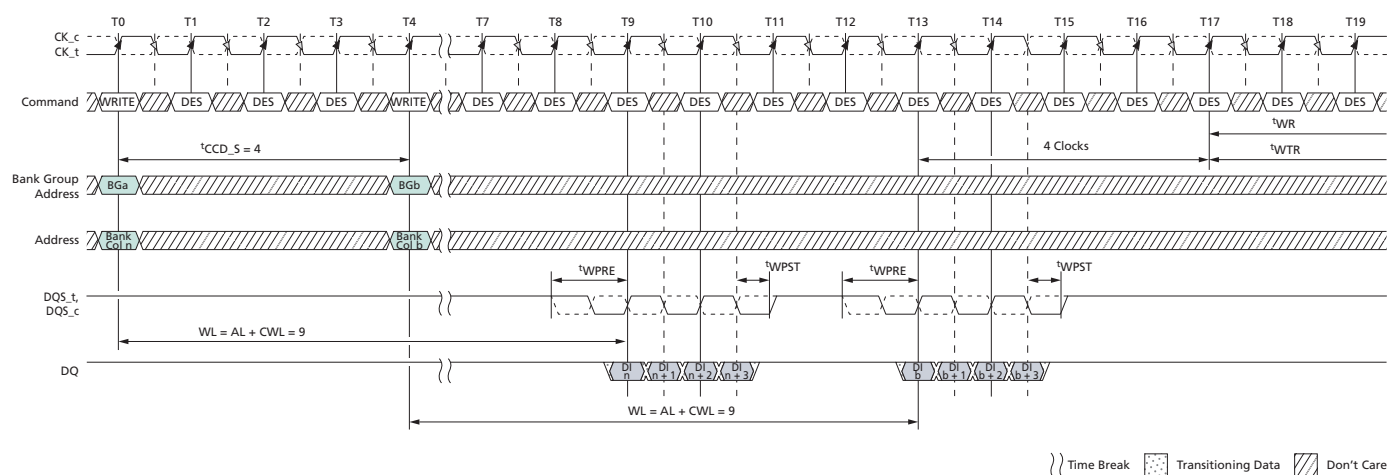 T0 T1 T2 T3 T4 T7 T8 T9 T10 T11 T12 T13 T14 T15 T16 T17 T18 T19
CK_c
CK_t
Command WRITE DES DES DES WRITE DES DES DES DES DES DES DES DES DES DES DES DES DES
tWR
tCCD_S = 4 4 Clocks tWTR
Bank Group
Address BGa BGb
Address Bank
Col n Bank
Col b
tWPRE tWPST tWPRE tWPST
DQS_t,
DQS_c
WL = AL + CWL = 9
DQ DI
n DI
n + 1 DI
n + 2 DI
n + 3 DI
b DI
b + 1 DI
b + 2 DI
b + 3
WL = AL + CWL = 9
Time Break Transitioning Data Don't Care